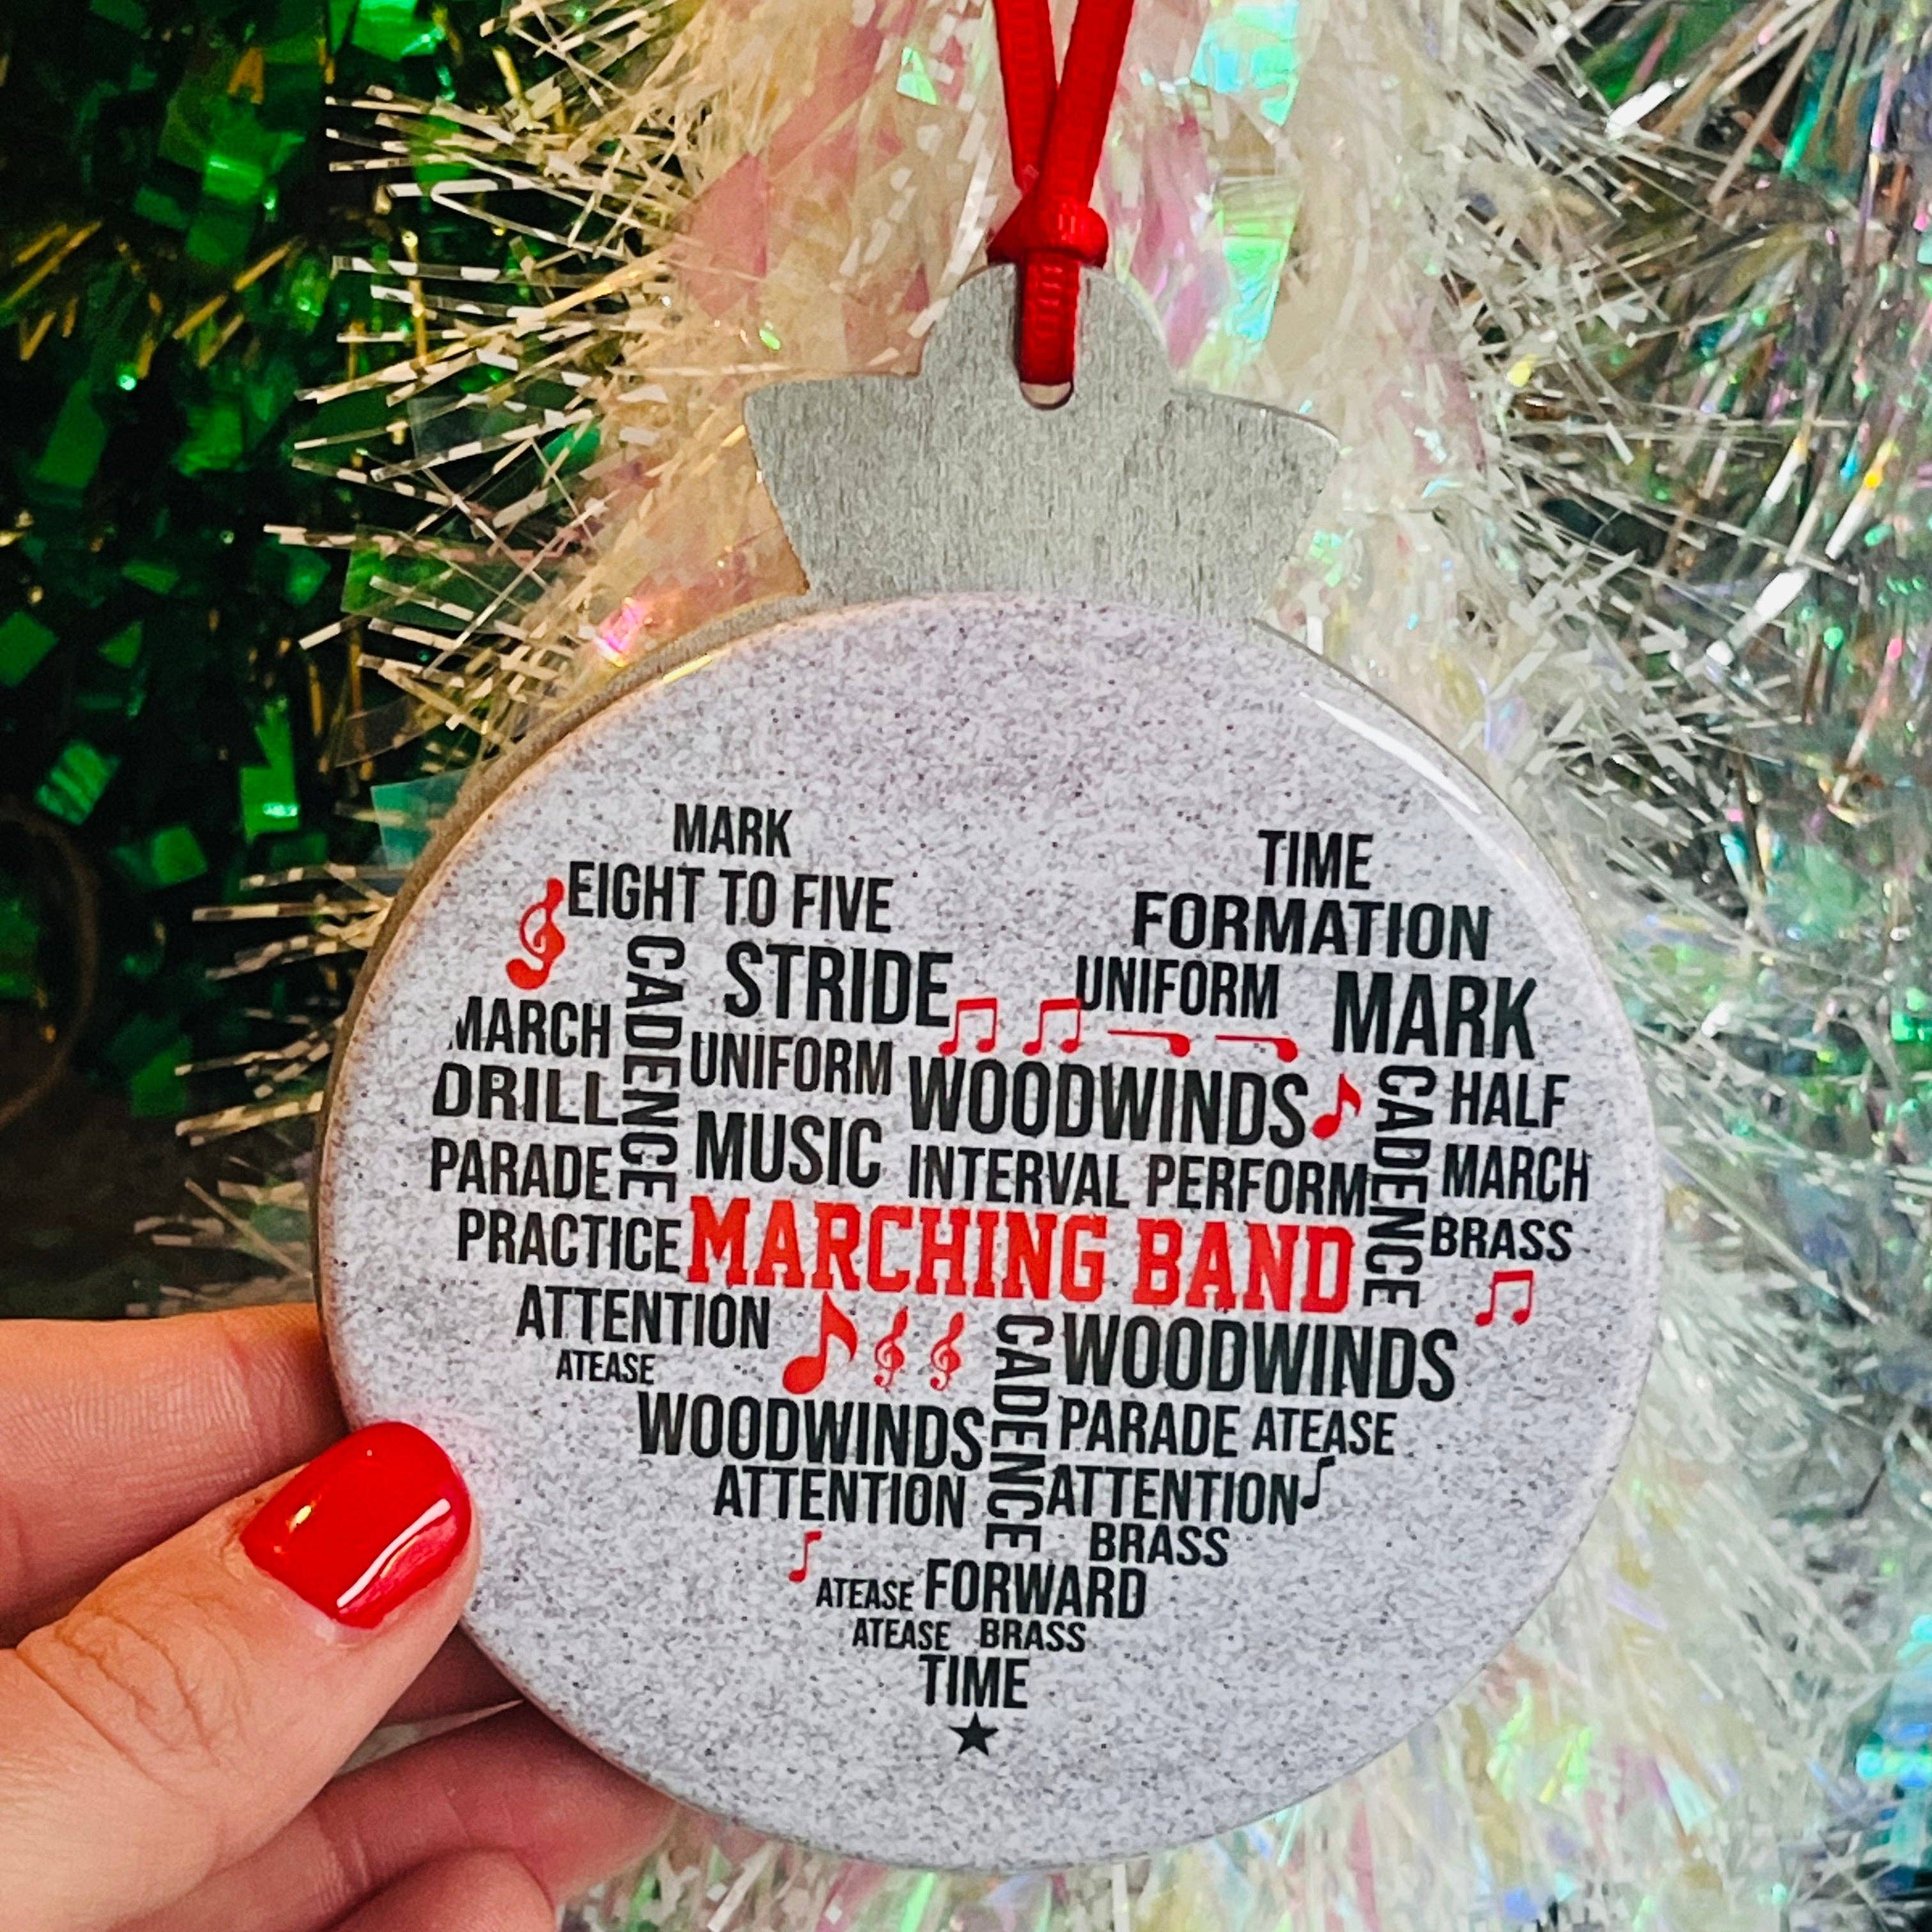 MARK
TIME
EIGHT TO FIVE
FORMATION
CADENCE
STRIDE
UNIFORM
MARK
MARCH
UNIFORM
WOODWINDS
CADENCE
HALF
DRILL
MUSIC
INTERVAL PERFORM
MARCH
PARADE
PRACTICE
MARCHING BAND
BRASS
ATTENTION
CADENCE
WOODWINDS
ATEASE
WOODWINDS
PARADE ATEASE
ATTENTION
ATTENTION
BRASS
ATEASE FORWARD
ATEASE BRASS
TIME